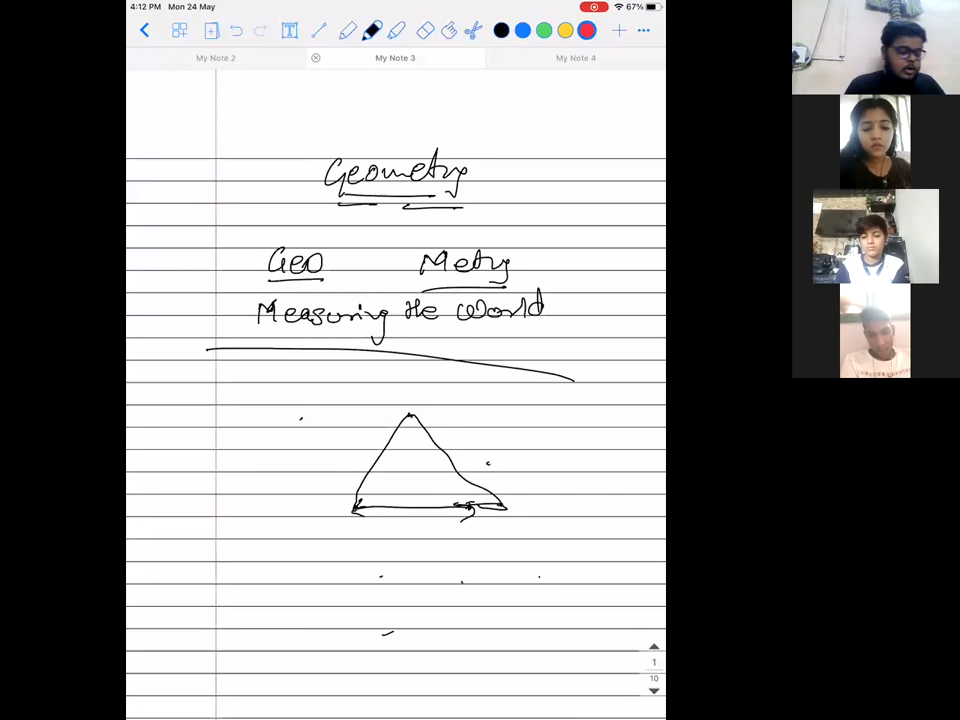 4:12 PM Mon 24 May
67%
My Note 2
My Note 3
My Note 4
Geometry
Geo Metry
Measuring the World
1
10